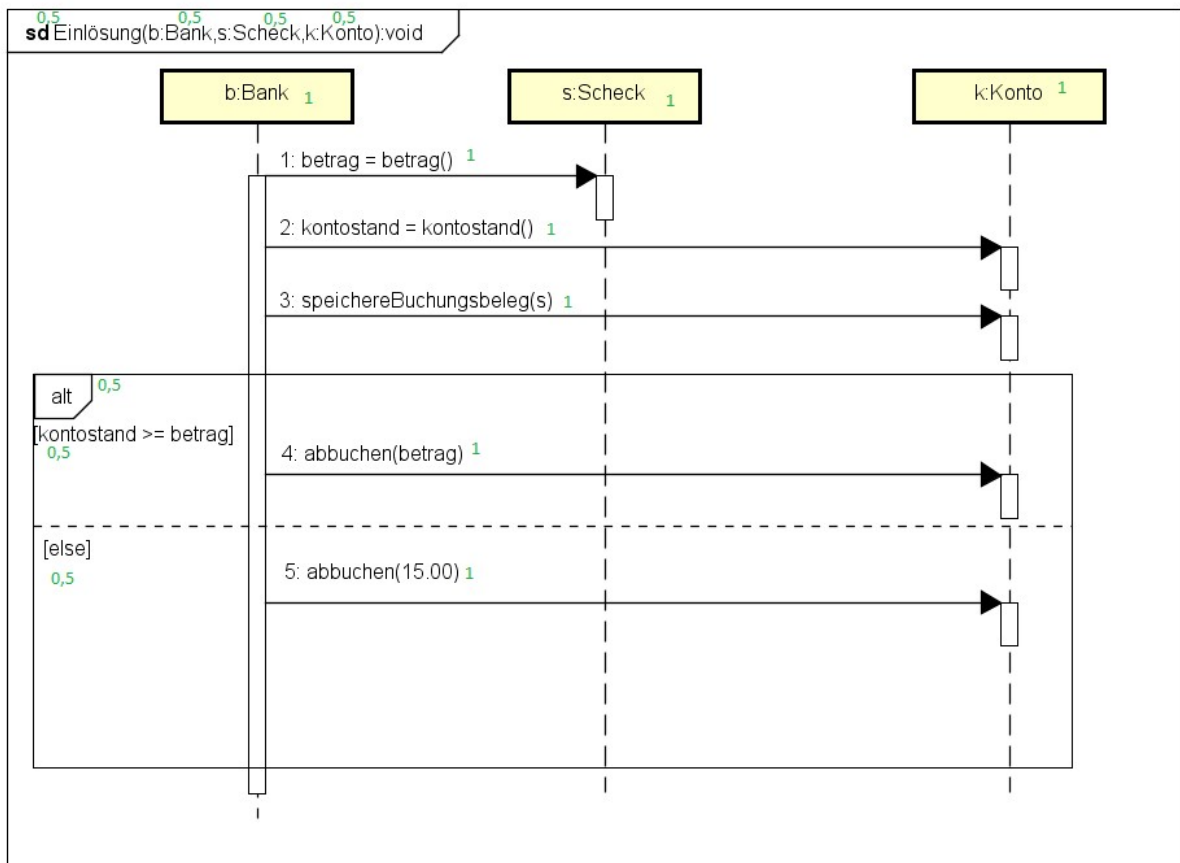 0,5 0,5 0,5 0,5
sd Einlösung(b:Bank,s:Scheck,k:Konto):void
b:Bank 1
s:Scheck 1
k:Konto 1
1: betrag = betrag() 1
2: kontostand = kontostand() 1
3: speichereBuchungsbeleg(s) 1
alt 0,5
[kontostand >= betrag]
0,5
4: abbuchen(betrag) 1
[else]
0,5
5: abbuchen(15.00) 1